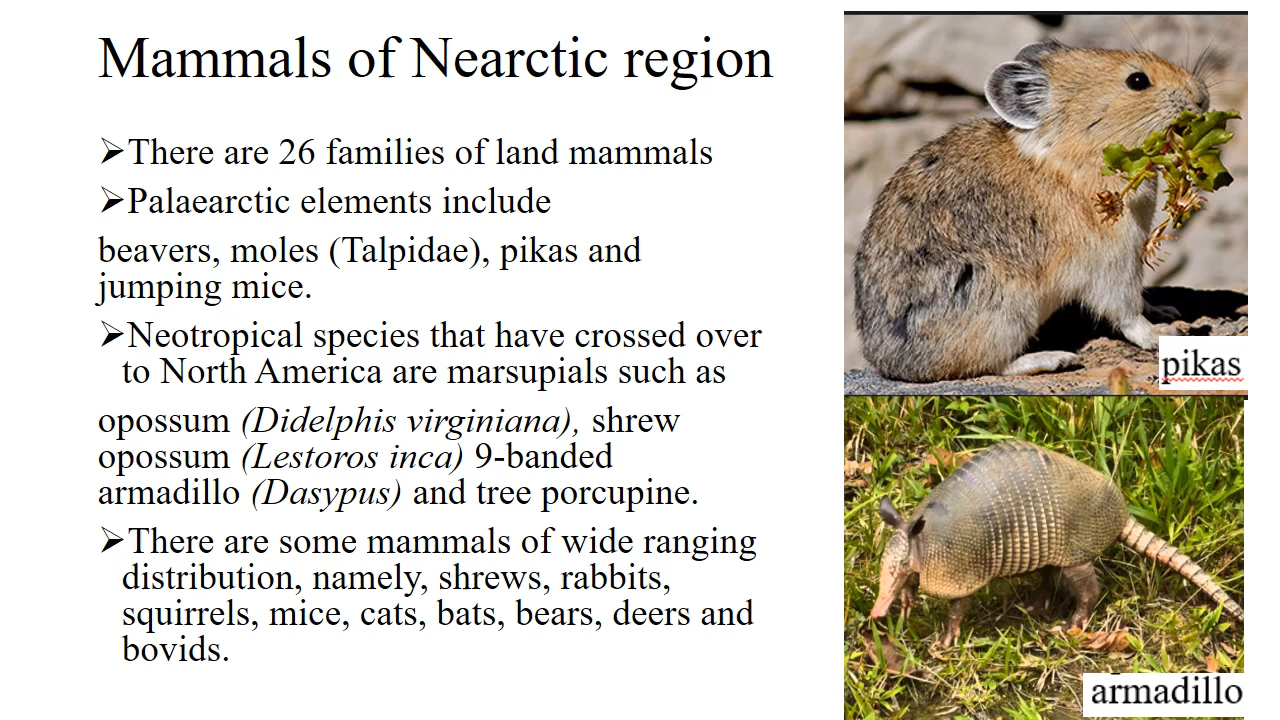 Mammals of Nearctic region
➢There are 26 families of land mammals
➢Palaearctic elements include
beavers, moles (Talpidae), pikas and
jumping mice.
➢Neotropical species that have crossed over
to North America are marsupials such as
opossum (Didelphis virginiana), shrew
opossum (Lestoros inca) 9-banded
armadillo (Dasypus) and tree porcupine.
➢There are some mammals of wide ranging
distribution, namely, shrews, rabbits,
squirrels, mice, cats, bats, bears, deers and
bovids.
pikas
armadillo